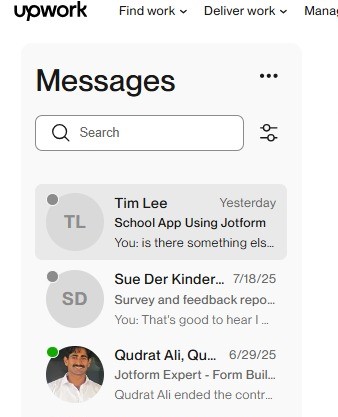 upwork Find work Deliver work Manag
Messages
Search
TL
Tim Lee Yesterday
School App Using Jotform
You: is there something els...
SD
Sue Der Kinder... 7/18/25
Survey and feedback repo...
You: That's good to hear I ...
Qudrat Ali, Qu... 6/29/25
Jotform Expert - Form Buil...
Qudrat Ali ended the contr...